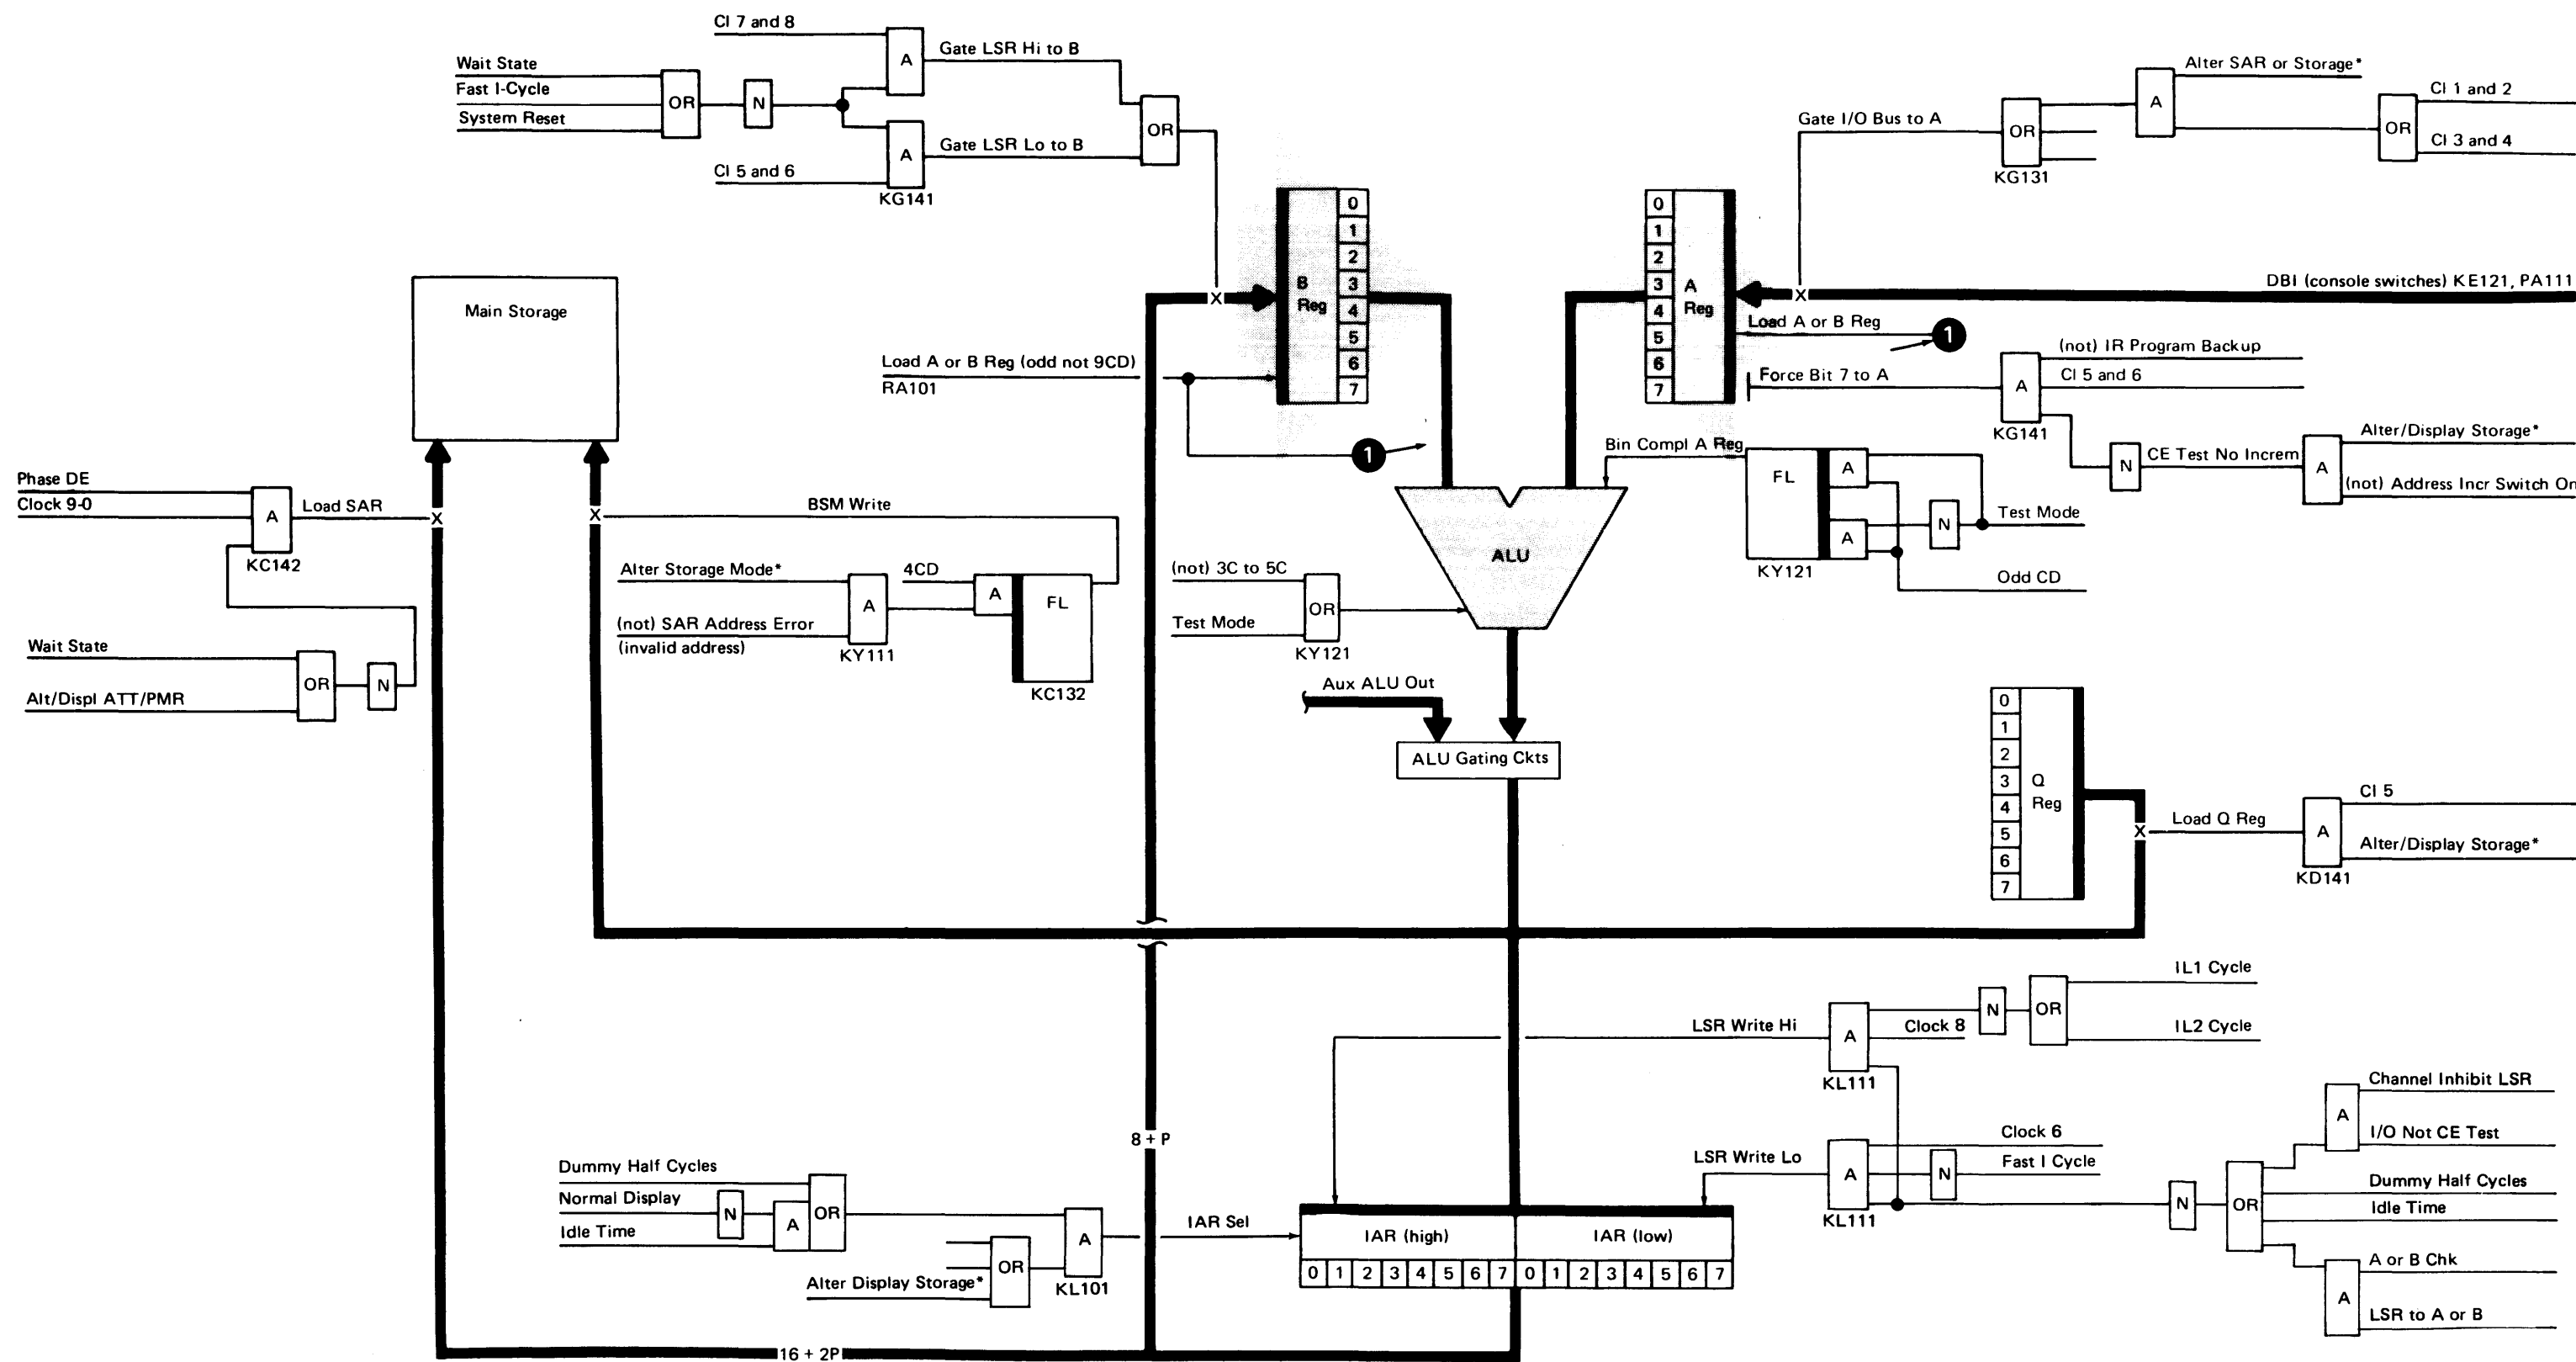 CI 7 and 8
A
Gate LSR Hi to B
Wait State
Fast I-Cycle
System Reset
OR
N
A
Gate LSR Lo to B
OR
CI 5 and 6
KG141
Alter SAR or Storage*
A
CI 1 and 2
OR
CI 3 and 4
Gate I/O Bus to A
OR
KG131
B
Reg
0
1
2
3
4
5
6
7
0
1
2
3
4
5
6
7
A
Reg
X
X
DBI (console switches) KE121, PA111
Load A or B Reg
1
Load A or B Reg (odd not 9CD)
RA101
1
Force Bit 7 to A
A
(not) IR Program Backup
CI 5 and 6
KG141
N
CE Test No Increm
A
Alter/Display Storage*
(not) Address Incr Switch On
Main Storage
Phase DE
Clock 9-0
A
Load SAR
X
KC142
Wait State
Alt/Displ ATT/PMR
OR
N
X
BSM Write
Alter Storage Mode*
(not) SAR Address Error
(invalid address)
A
KY111
4CD
A
FL
KC132
Bin Compl A Reg
FL
A
A
N
Test Mode
Odd CD
KY121
ALU
(not) 3C to 5C
Test Mode
OR
KY121
Aux ALU Out
ALU Gating Ckts
0
1
2
3
4
5
6
7
Q
Reg
X
Load Q Reg
A
CI 5
Alter/Display Storage*
KD141
LSR Write Hi
A
Clock 8
N
OR
IL1 Cycle
IL2 Cycle
KL111
LSR Write Lo
A
Clock 6
N
Fast I Cycle
KL111
N
OR
A
Channel Inhibit LSR
I/O Not CE Test
Dummy Half Cycles
Idle Time
A
A or B Chk
LSR to A or B
8 + P
Dummy Half Cycles
Normal Display
Idle Time
N
A
OR
OR
Alter Display Storage*
A
KL101
IAR Sel
IAR (high)
IAR (low)
0 1 2 3 4 5 6 7 0 1 2 3 4 5 6 7
16 + 2P